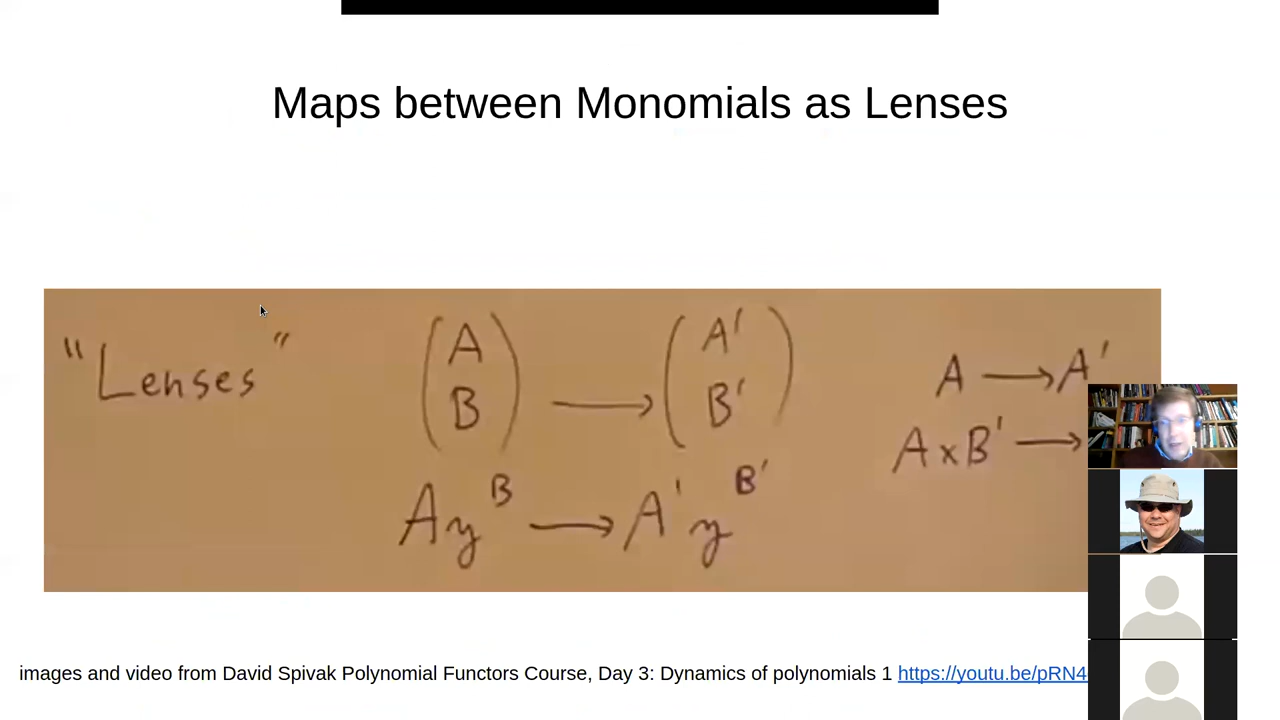 Maps between Monomials as Lenses
"Lenses"
(A B) → (A' B')
Ay^B → A'y^B'
A → A'
A x B' →
images and video from David Spivak Polynomial Functors Course, Day 3: Dynamics of polynomials 1 https://youtu.be/pRN4